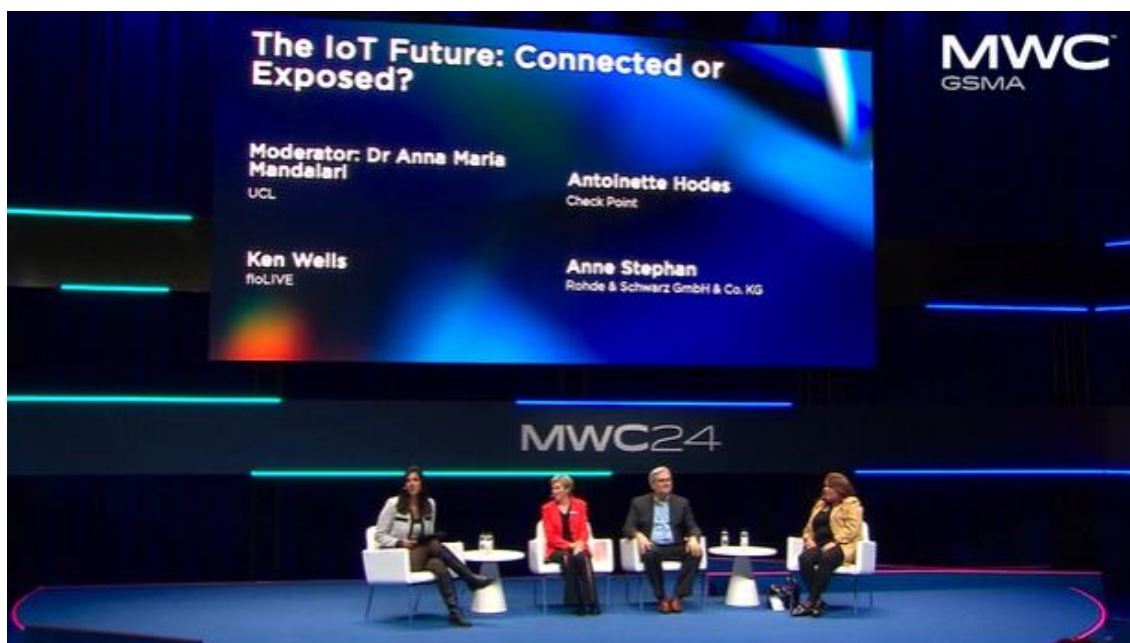 The IoT Future: Connected or
Exposed?
MWC
GSMA
Moderator: Dr Anna Maria
Mandalari
UCL
Antoinette Hodes
Check Point
Ken Wells
floLIVE
Anne Stephan
Rohde & Schwarz GmbH & Co. KG
MWC24